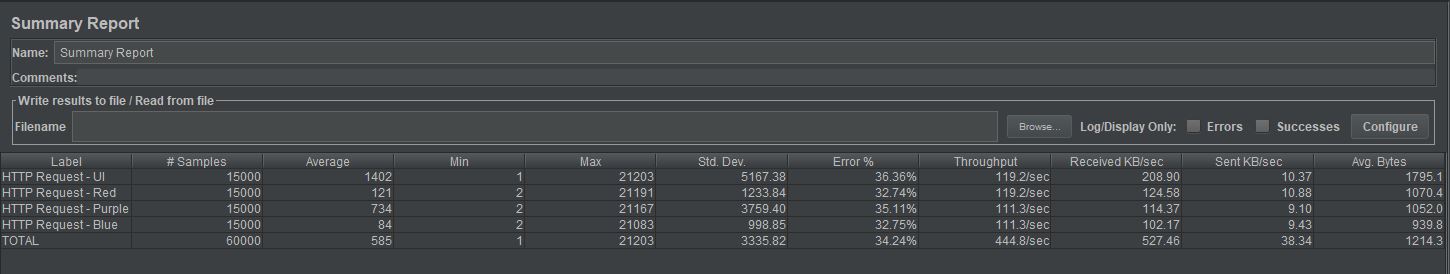 Summary Report
Name: Summary Report
Comments:
Write results to file / Read from file
Filename Browse... Log/Display Only: Errors Successes Configure
Label # Samples Average Min Max Std. Dev. Error % Throughput Received KB/sec Sent KB/sec Avg. Bytes
HTTP Request - UI 15000 1402 1 21203 5167.38 36.36% 119.2/sec 208.90 10.37 1795.1
HTTP Request - Red 15000 121 2 21191 1233.84 32.74% 119.2/sec 124.58 10.88 1070.4
HTTP Request - Purple 15000 734 2 21167 3759.40 35.11% 111.3/sec 114.37 9.10 1052.0
HTTP Request - Blue 15000 84 2 21083 998.85 32.75% 111.3/sec 102.17 9.43 939.8
TOTAL 60000 585 1 21203 3335.82 34.24% 444.8/sec 527.46 38.34 1214.3